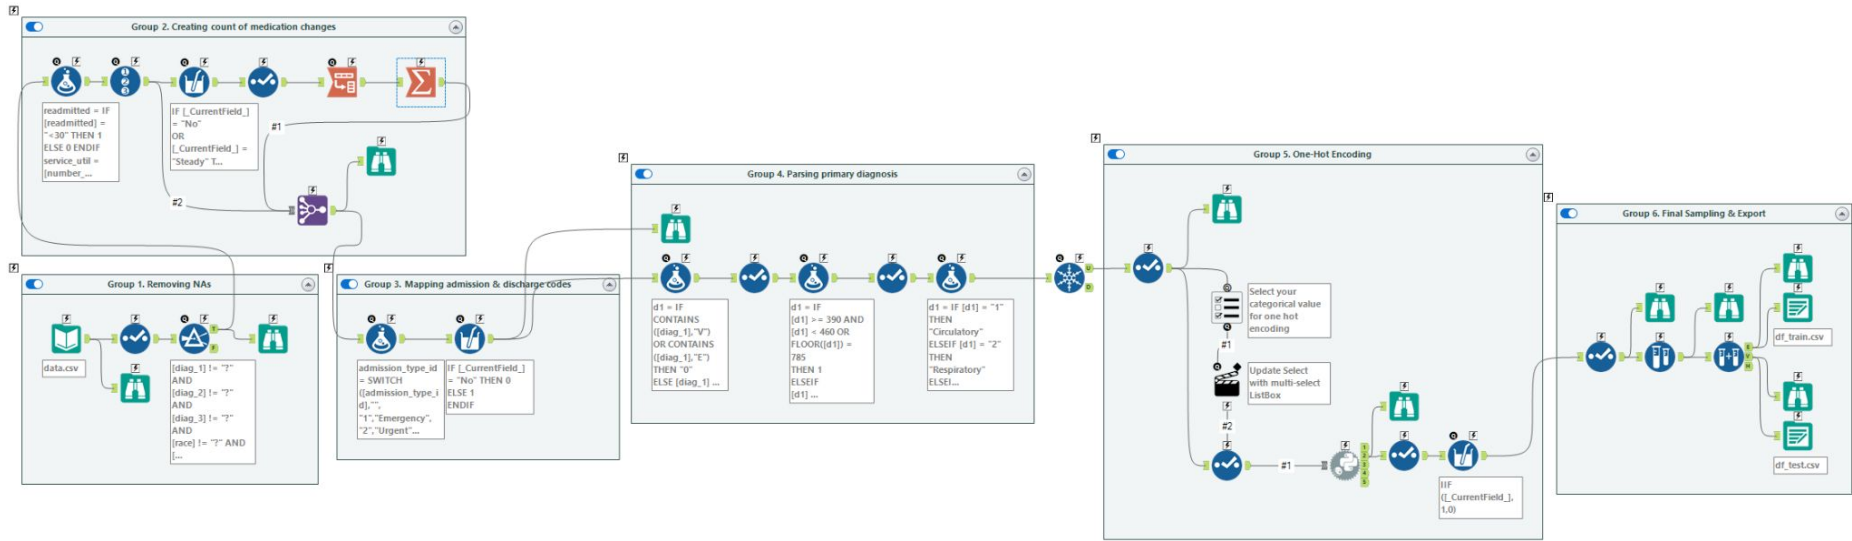 Group 2. Creating count of medication changes
readmitted = IF
[readmitted] =
"<30" THEN 1
ELSE 0 ENDIF
service_util =
[number_...
IF [_CurrentField_]
= "No"
OR
[_CurrentField_] =
"Steady" T...
#1
#2
Group 1. Removing NAs
data.csv
[diag_1] != "?"
AND
[diag_2] != "?"
AND
[diag_3] != "?"
AND
[race] != "?" AND
[...
T
F
Group 3. Mapping admission & discharge codes
admission_type_id
= SWITCH
([admission_type_i
d],"",
"1","Emergency",
"2","Urgent"...
IF [_CurrentField_]
= "No" THEN 0
ELSE 1
ENDIF
Group 4. Parsing primary diagnosis
d1 = IF
CONTAINS
([diag_1],"V")
OR CONTAINS
([diag_1],"E")
THEN "0"
ELSE [diag_1] ...
d1 = IF
[d1] >= 390 AND
[d1] < 460 OR
FLOOR([d1]) =
785
THEN 1
ELSEIF
[d1] ...
d1 = IF [d1] = "1"
THEN
"Circulatory"
ELSEIF [d1] = "2"
THEN
"Respiratory"
ELSEI...
U
D
Group 5. One-Hot Encoding
Select your
categorical value
for one hot
encoding
#1
Update Select
with multi-select
ListBox
#2
#1
1
2
3
4
5
IIF
([_CurrentField_],
1,0)
Group 6. Final Sampling & Export
E
V
H
df_train.csv
df_test.csv